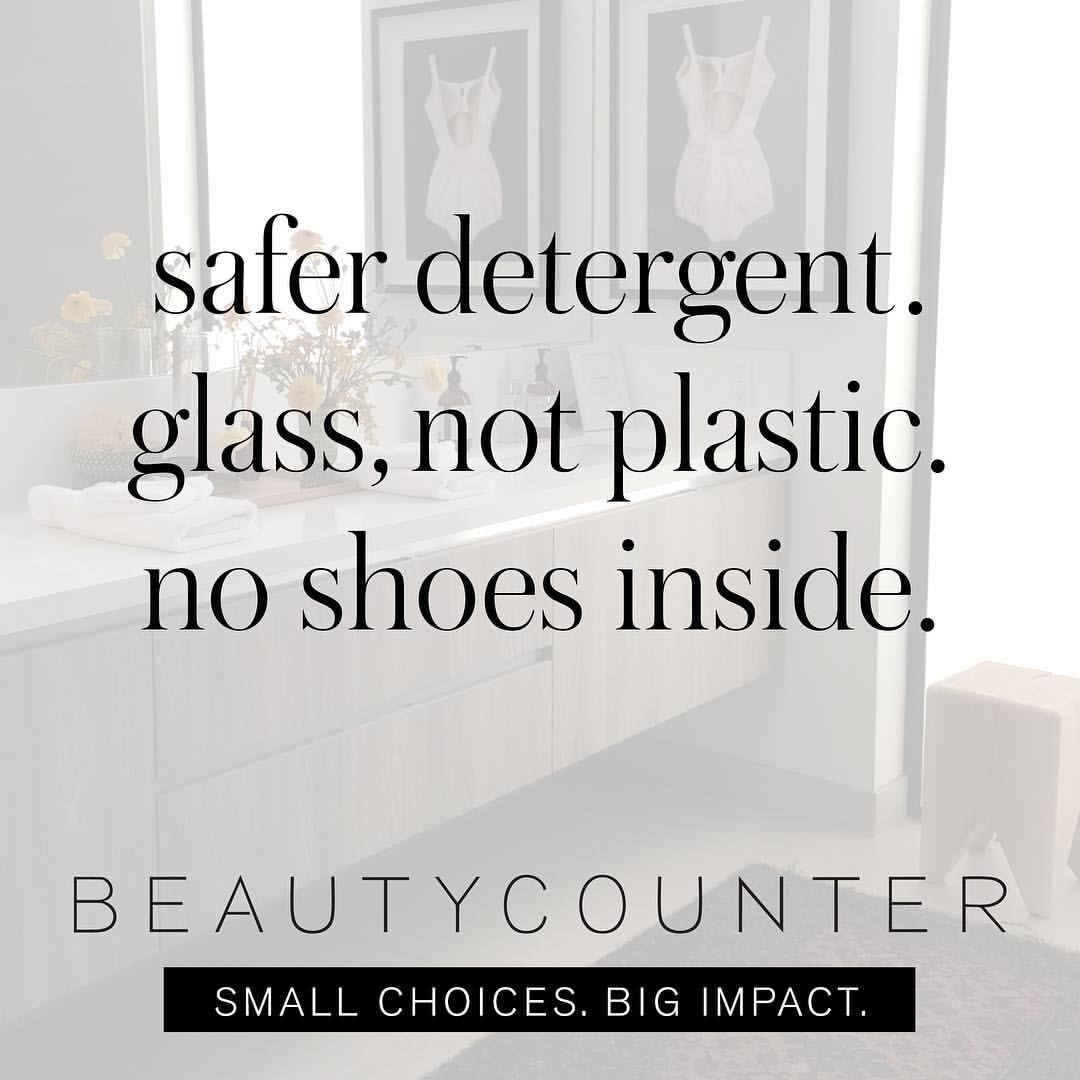 safer detergent.
glass, not plastic.
no shoes inside.
BEAUTYCOUNTER
SMALL CHOICES. BIG IMPACT.